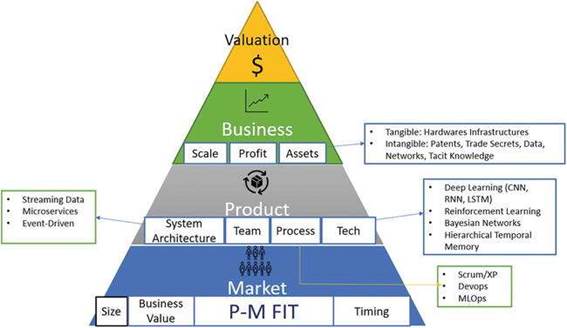 Valuation
$
Business
Scale
Profit
Assets
• Tangible: Hardwares Infrastructures
• Intangible: Patents, Trade Secrets, Data,
Networks, Tacit Knowledge
Product
System
Architecture
Team
Process
Tech
• Streaming Data
• Microservices
• Event-Driven
• Deep Learning (CNN,
RNN, LSTM)
• Reinforcement Learning
• Bayesian Networks
• Hierarchical Temporal
Memory
Market
• Scrum/XP
• Devops
• MLOps
Size
Business
Value
P-M FIT
Timing